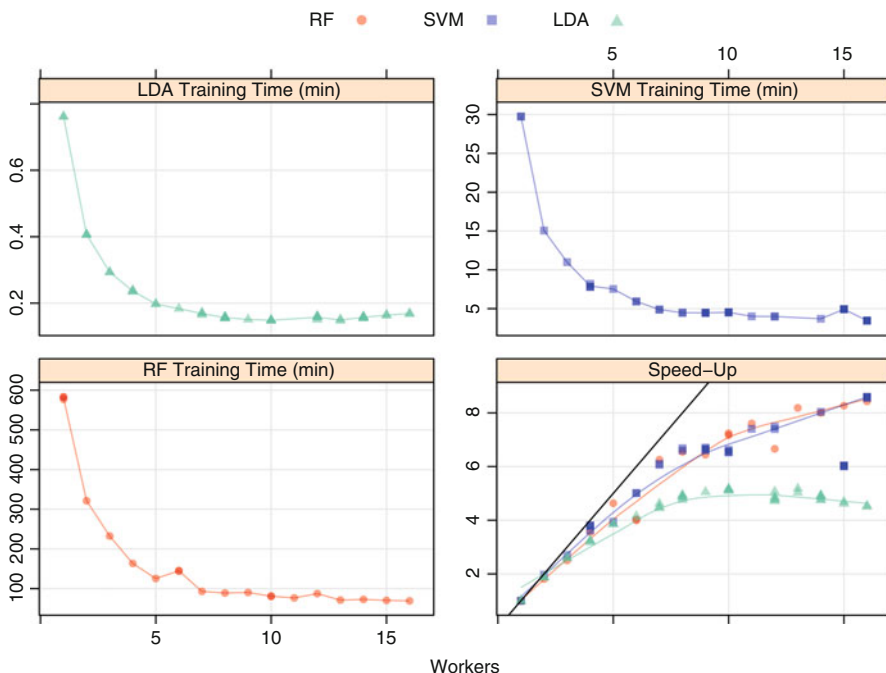 RF SVM LDA
5 10 15
LDA Training Time (min)
SVM Training Time (min)
0.6
0.4
0.2
30
25
20
15
10
5
RF Training Time (min)
Speed−Up
600
500
400
300
200
100
8
6
4
2
5 10 15
Workers